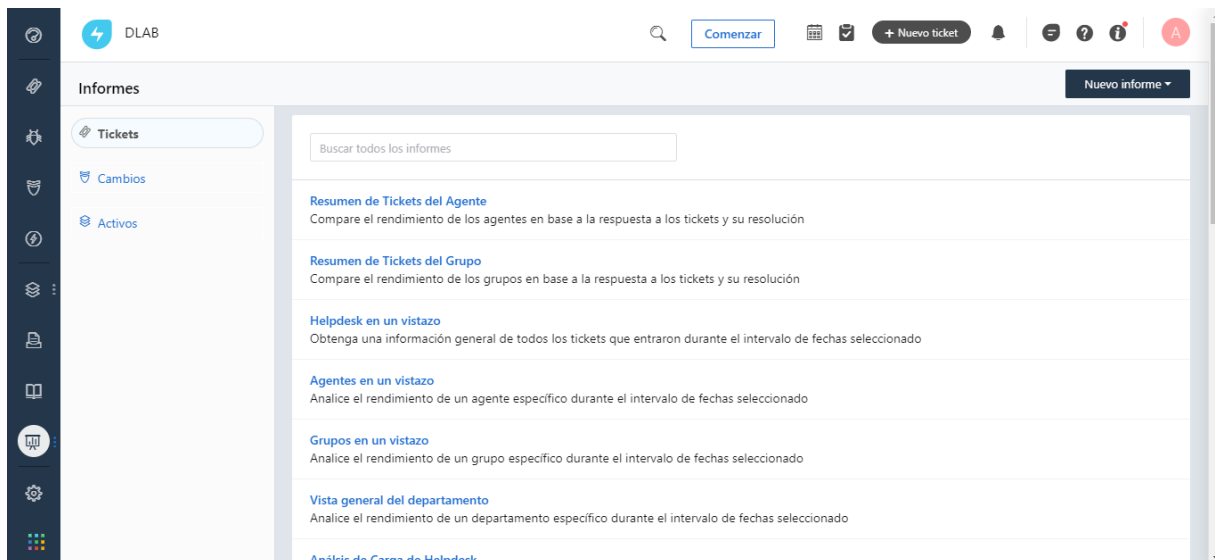 DLAB
Comenzar
+ Nuevo ticket
A
Informes
Nuevo informe
Tickets
Cambios
Activos
Buscar todos los informes
Resumen de Tickets del Agente
Compare el rendimiento de los agentes en base a la respuesta a los tickets y su resolución
Resumen de Tickets del Grupo
Compare el rendimiento de los grupos en base a la respuesta a los tickets y su resolución
Helpdesk en un vistazo
Obtenga una información general de todos los tickets que entraron durante el intervalo de fechas seleccionado
Agentes en un vistazo
Analice el rendimiento de un agente específico durante el intervalo de fechas seleccionado
Grupos en un vistazo
Analice el rendimiento de un grupo específico durante el intervalo de fechas seleccionado
Vista general del departamento
Analice el rendimiento de un departamento específico durante el intervalo de fechas seleccionado
Análsis de Carga de Helpdesk